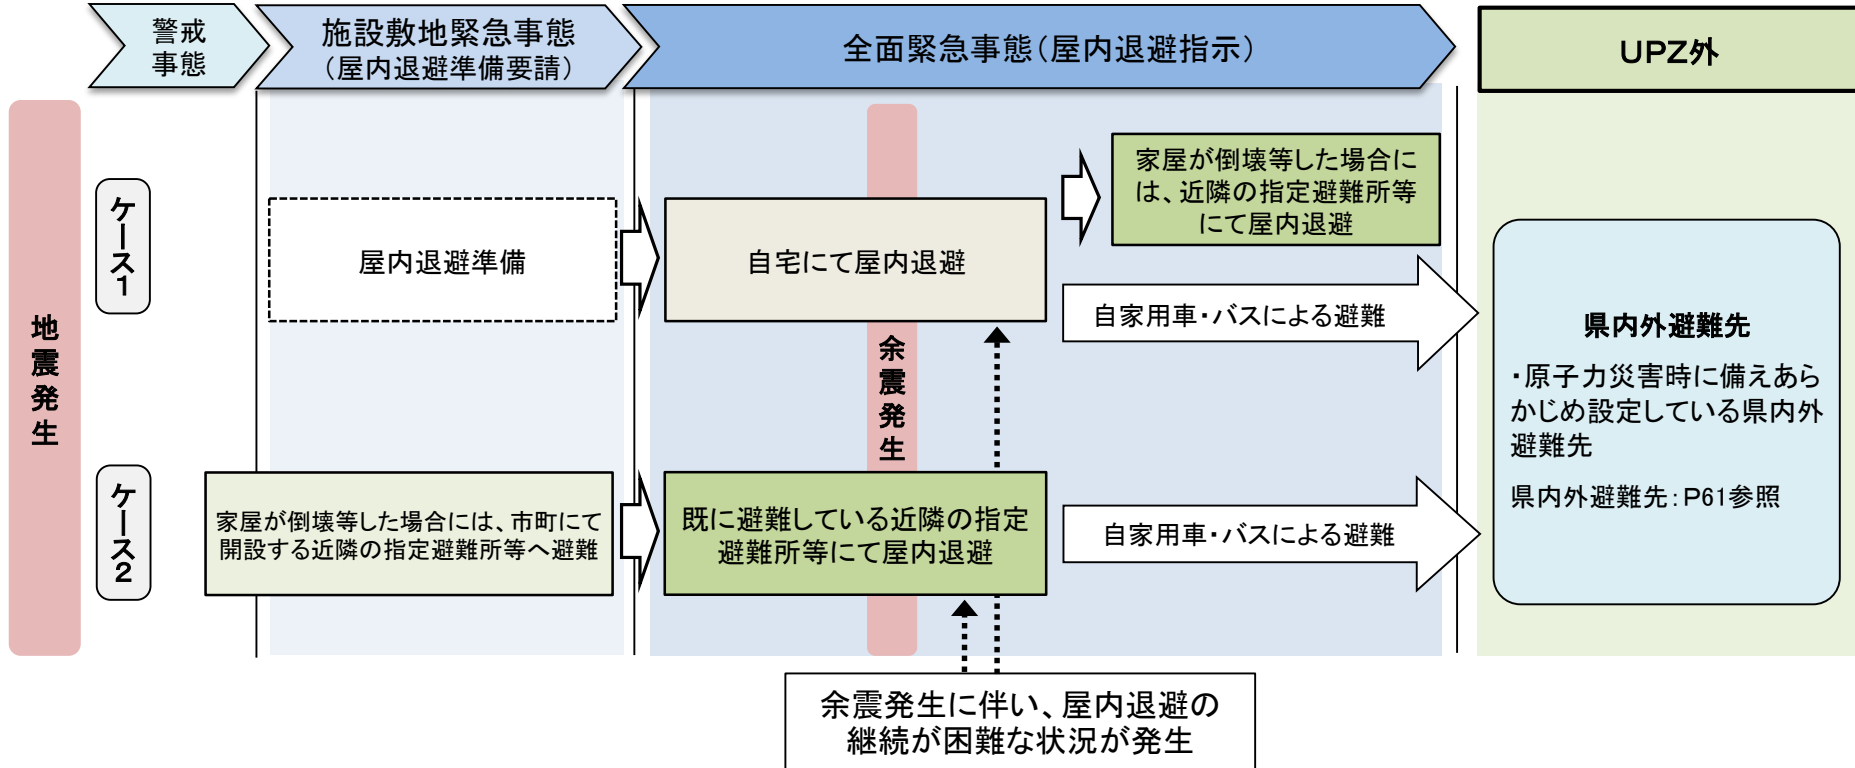 警戒
事態
施設敷地緊急事態
（屋内退避準備要請）
全面緊急事態（屋内退避指示）
UPZ外
地震発生
ケース1
屋内退避準備
自宅にて屋内退避
家屋が倒壊等した場合に
は、近隣の指定避難所等
にて屋内退避
自家用車・バスによる避難
余震発生
ケース2
家屋が倒壊等した場合には、市町にて
開設する近隣の指定避難所等へ避難
既に避難している近隣の指定
避難所等にて屋内退避
自家用車・バスによる避難
県内外避難先
・原子力災害時に備えあら
かじめ設定している県内外
避難先
県内外避難先：P61参照
余震発生に伴い、屋内退避の
継続が困難な状況が発生